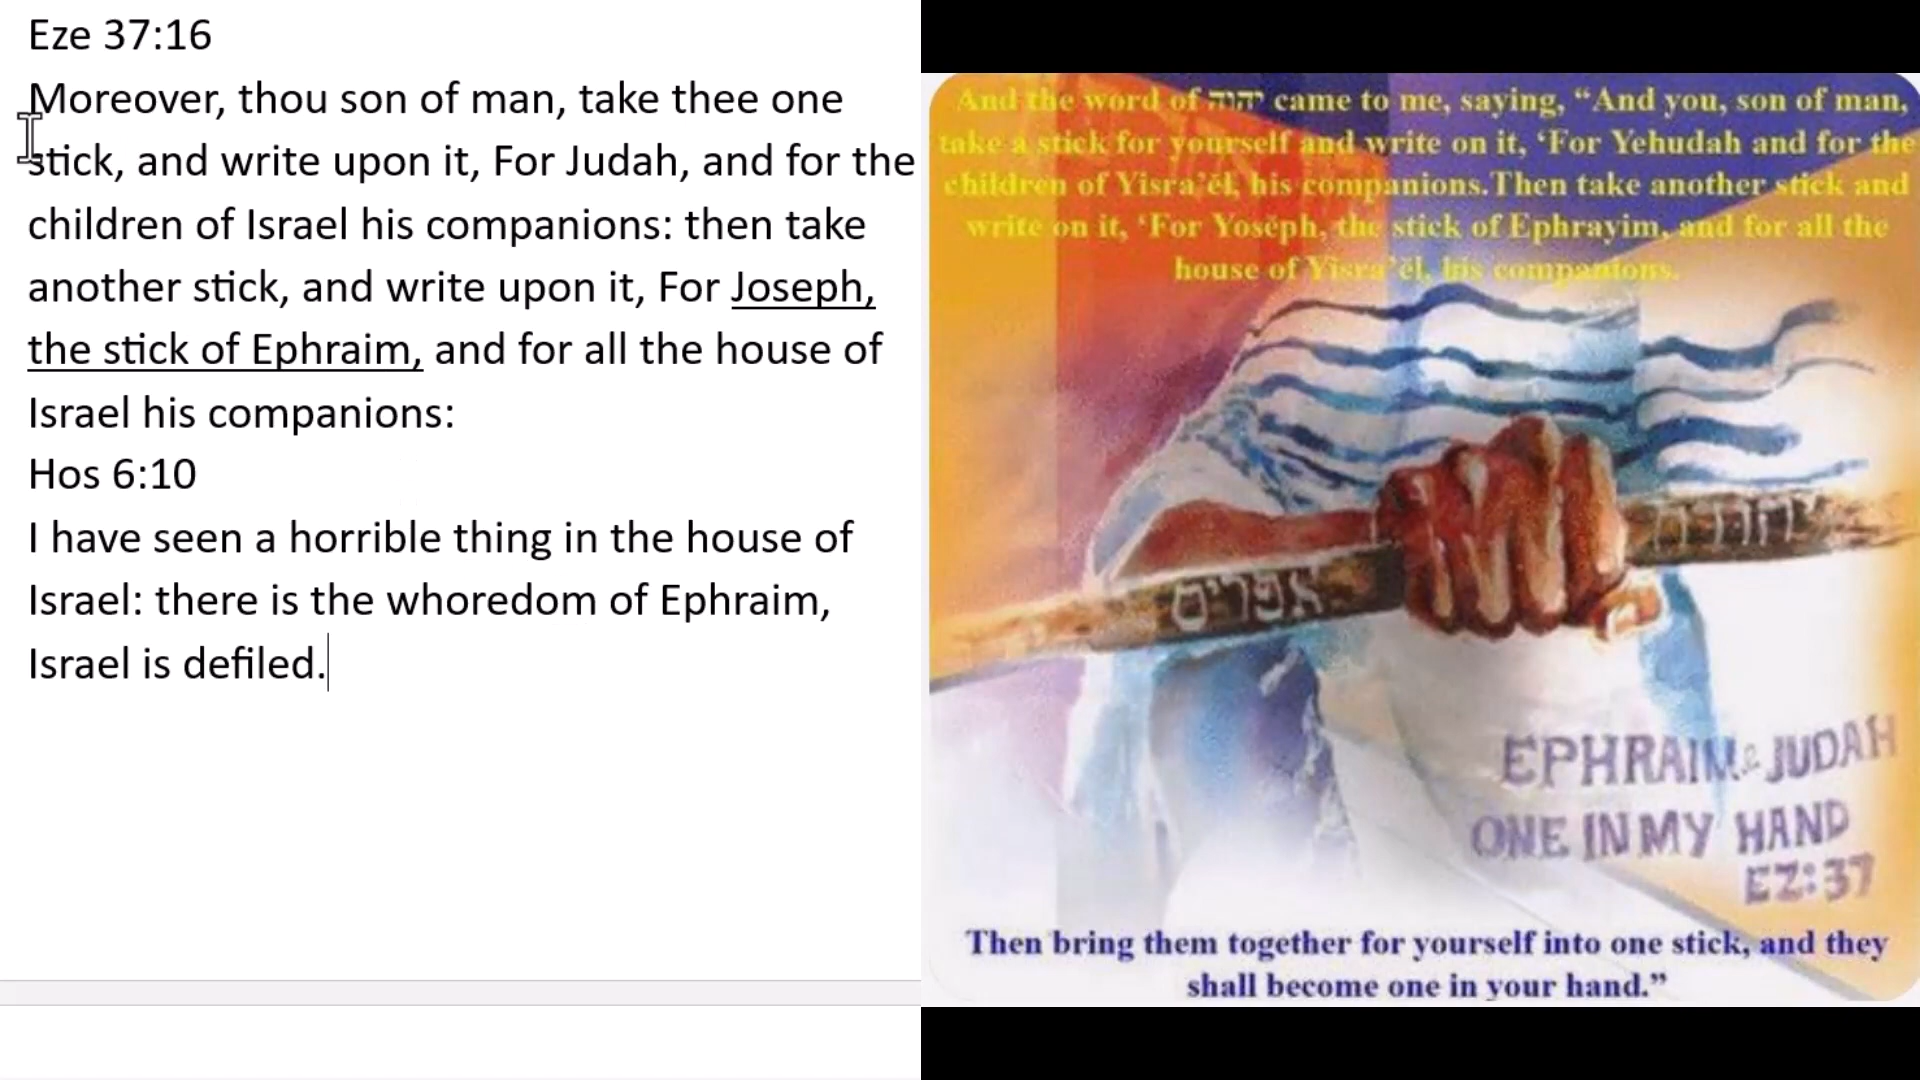 Eze 37:16
Moreover, thou son of man, take thee one
stick, and write upon it, For Judah, and for the
children of Israel his companions: then take
another stick, and write upon it, For Joseph,
the stick of Ephraim, and for all the house of
Israel his companions:
Hos 6:10
I have seen a horrible thing in the house of
Israel: there is the whoredom of Ephraim,
Israel is defiled.
And the word of יהוה came to me, saying, “And you, son of man,
take a stick for yourself and write on it, ‘For Yehudah and for the
children of Yisra’ĕl, his companions.Then take another stick and
write on it, ‘For Yosĕph, the stick of Ephrayim, and for all the
house of Yisra’ĕl, his companions.
יהודה
אפרים
EPHRAIM & JUDAH
ONE IN MY HAND
EZ:37
Then bring them together for yourself into one stick, and they
shall become one in your hand.”